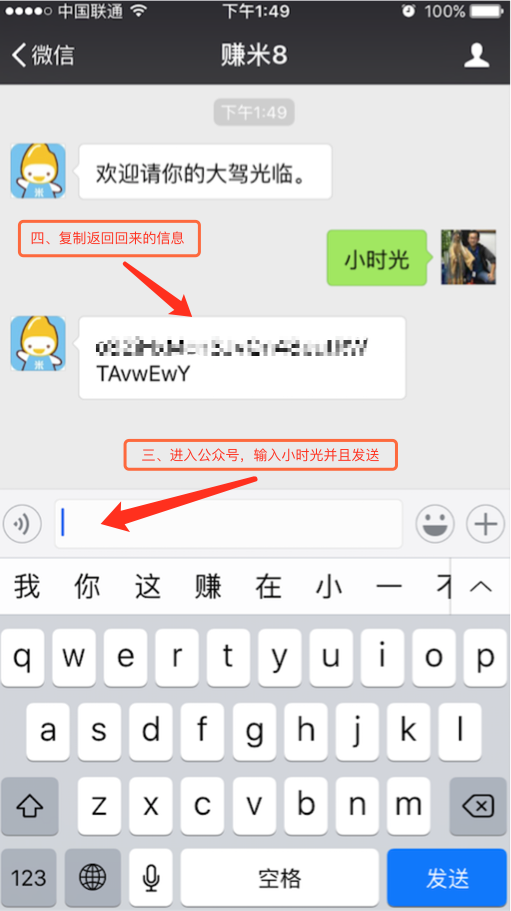 中国联通 下午1:49 100%
微信 赚米8
下午1:49
欢迎请你的大驾光临。
米
四、复制返回回来的信息
小时光
TAvwEwY
米
三、进入公众号，输入小时光并且发送
我 你 这 赚 在 小 一 不
q w e r t y u i o p
a s d f g h j k l
z x c v b n m
123 空格 发送